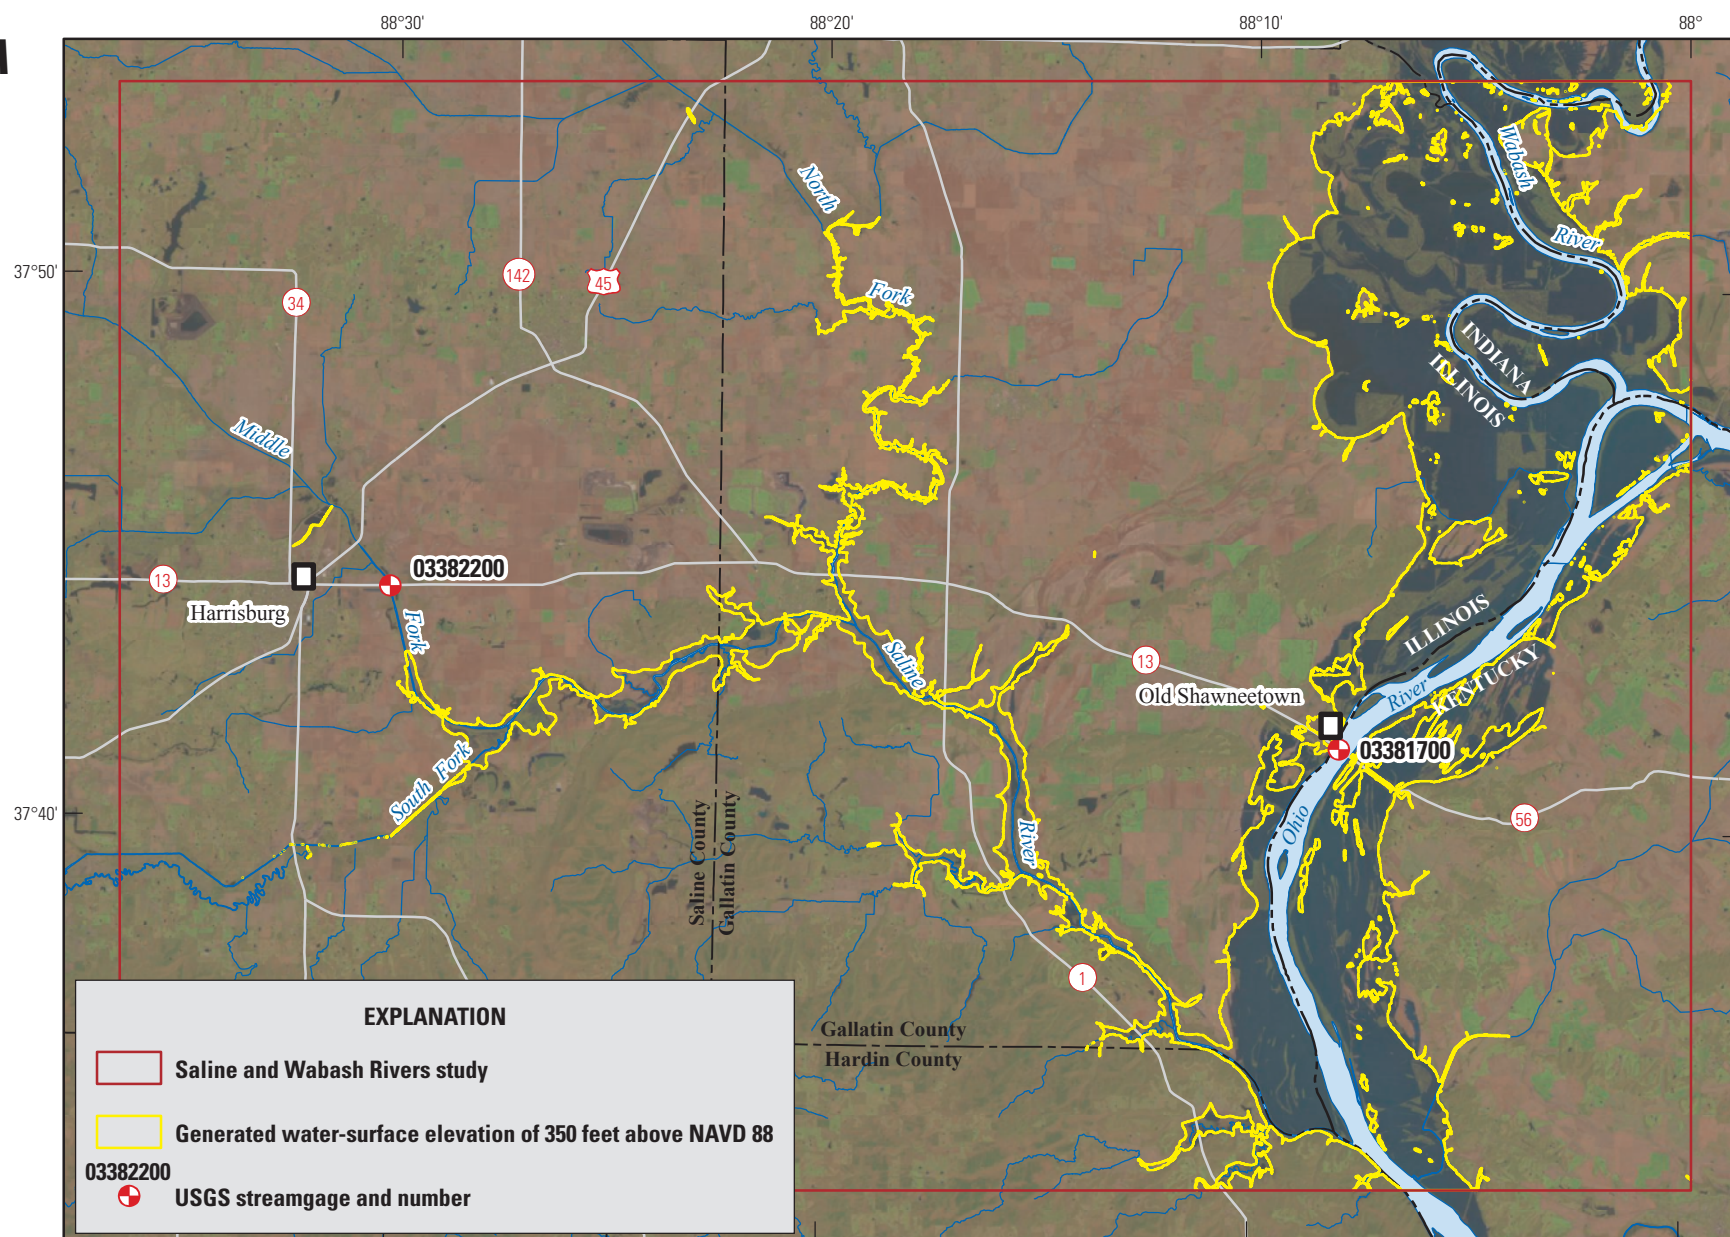 88°30'
88°20'
88°10'
88°
37°50'
37°40'
North
Fork
Wabash
River
142
45
34
INDIANA
ILLINOIS
Middle
Fork
03382200
13
Harrisburg
Saline
River
13
Old Shawneetown
ILLINOIS
KENTUCKY
River
Ohio
03381700
56
South Fork
Saline County
Gallatin County
1
Gallatin County
Hardin County
EXPLANATION
Saline and Wabash Rivers study
Generated water-surface elevation of 350 feet above NAVD 88
03382200
USGS streamgage and number